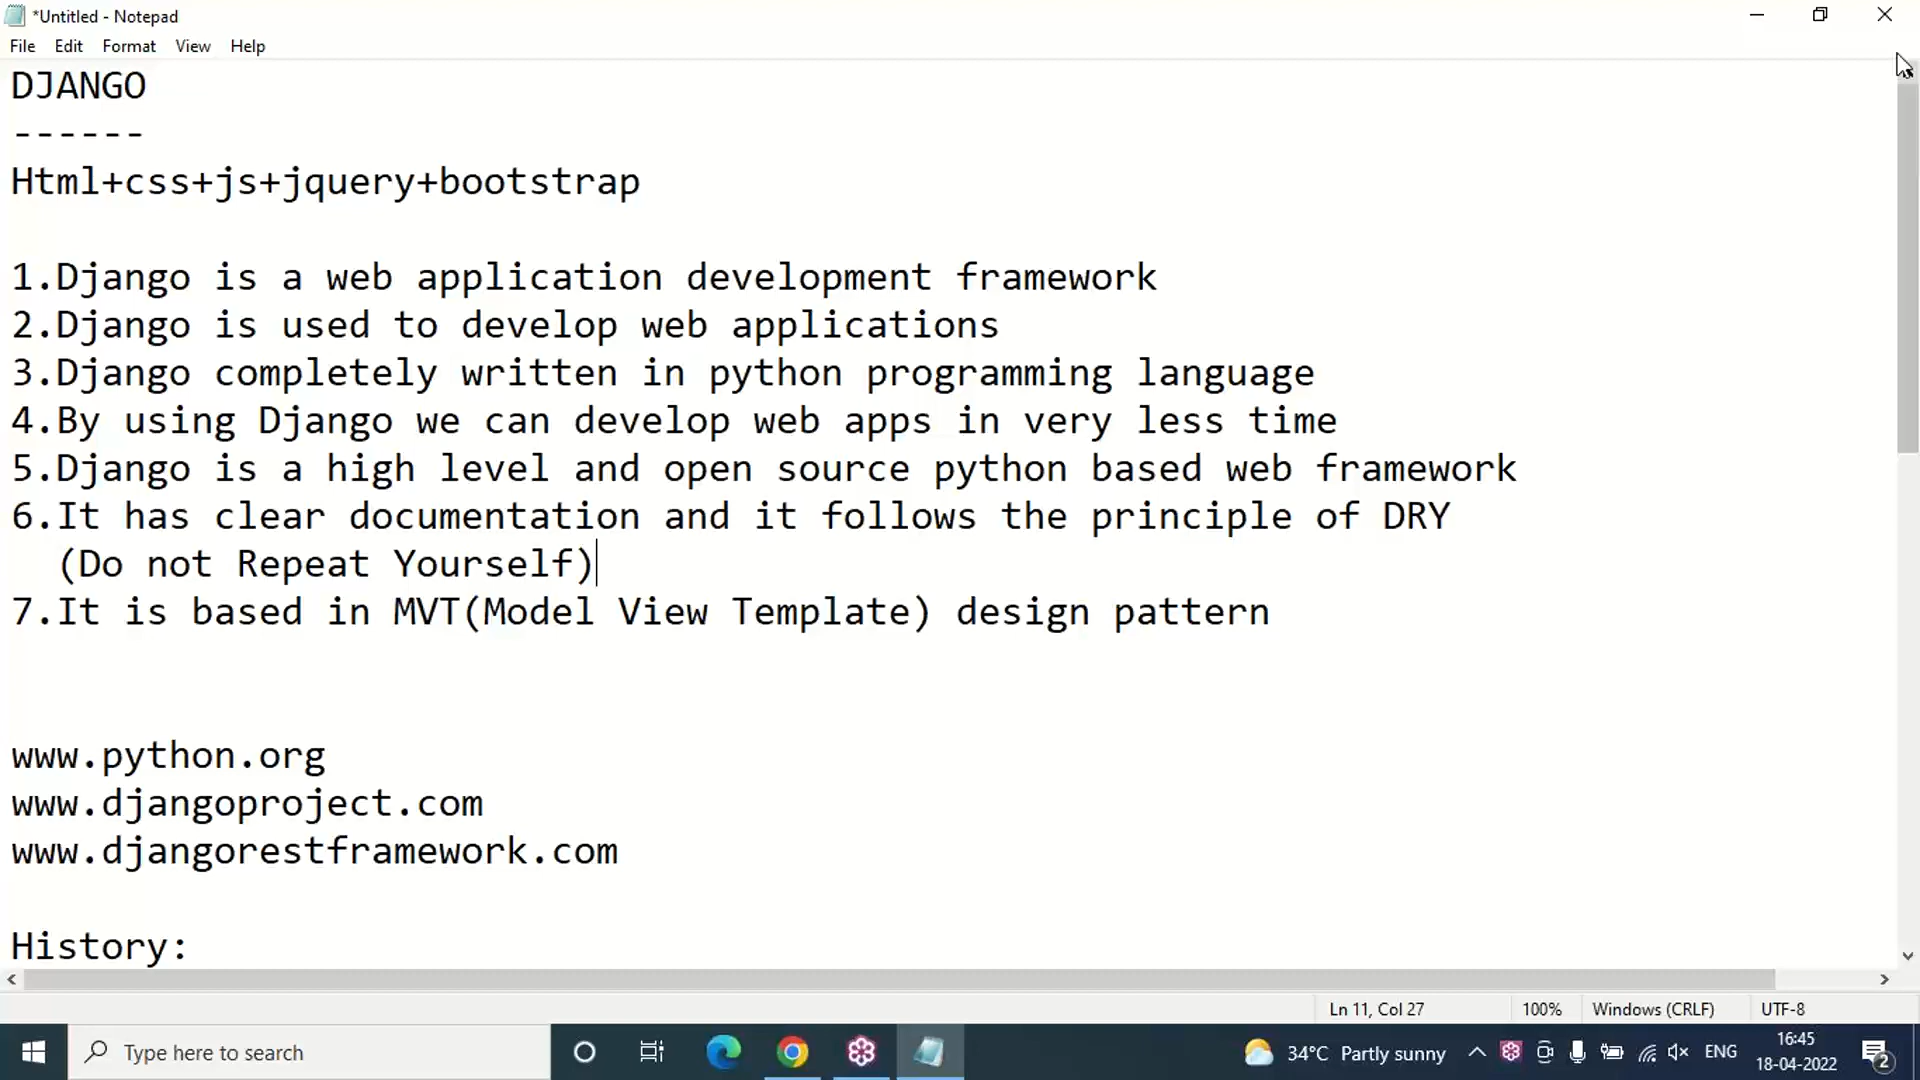 *Untitled - Notepad
File Edit Format View Help
DJANGO
------
Html+css+js+jquery+bootstrap
1.Django is a web application development framework
2.Django is used to develop web applications
3.Django completely written in python programming language
4.By using Django we can develop web apps in very less time
5.Django is a high level and open source python based web framework
6.It has clear documentation and it follows the principle of DRY
(Do not Repeat Yourself)
7.It is based in MVT(Model View Template) design pattern
www.python.org
www.djangoproject.com
www.djangorestframework.com
History:
Ln 11, Col 27 100% Windows (CRLF) UTF-8
Type here to search
34°C Partly sunny
ENG
16:45
18-04-2022
2